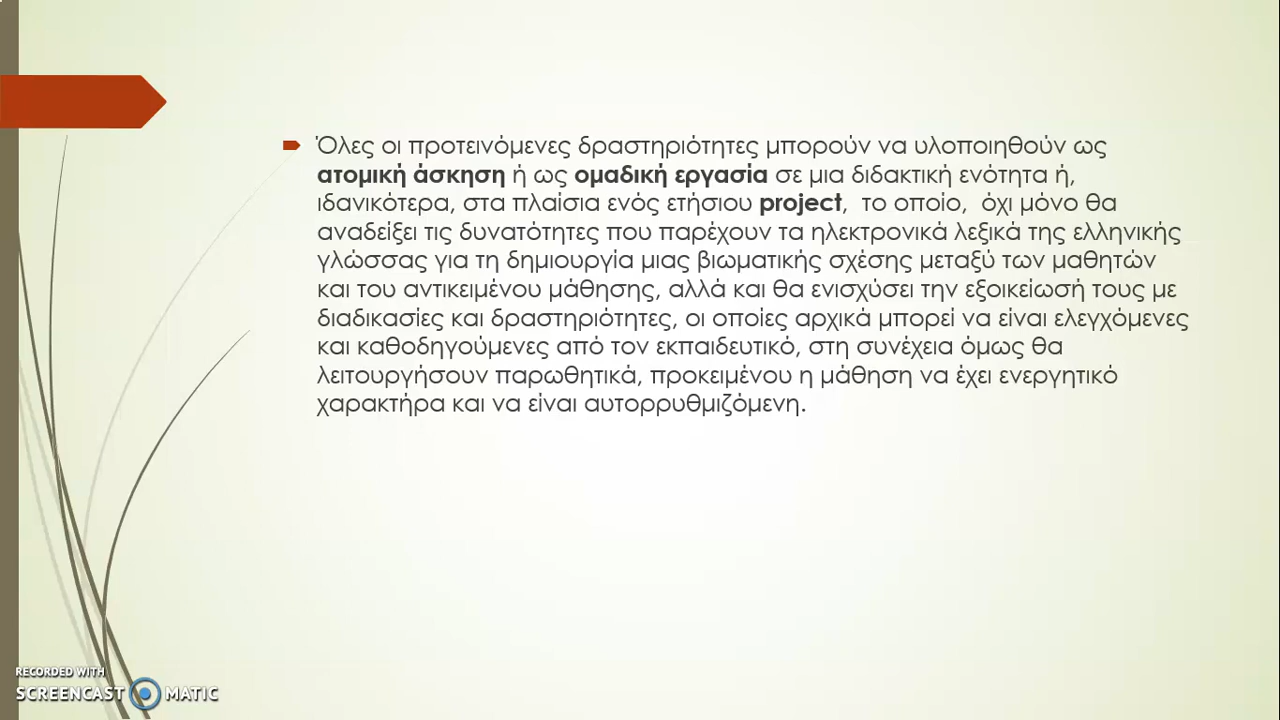 Όλες οι προτεινόμενες δραστηριότητες μπορούν να υλοποιηθούν ως
ατομική άσκηση ή ως ομαδική εργασία σε μια διδακτική ενότητα ή,
ιδανικότερα, στα πλαίσια ενός ετήσιου project, το οποίο, όχι μόνο θα
αναδείξει τις δυνατότητες που παρέχουν τα ηλεκτρονικά λεξικά της ελληνικής
γλώσσας για τη δημιουργία μιας βιωματικής σχέσης μεταξύ των μαθητών
και του αντικειμένου μάθησης, αλλά και θα ενισχύσει την εξοικείωσή τους με
διαδικασίες και δραστηριότητες, οι οποίες αρχικά μπορεί να είναι ελεγχόμενες
και καθοδηγούμενες από τον εκπαιδευτικό, στη συνέχεια όμως θα
λειτουργήσουν παρωθητικά, προκειμένου η μάθηση να έχει ενεργητικό
χαρακτήρα και να είναι αυτορρυθμιζόμενη.
RECORDED WITH
SCREENCAST MATIC